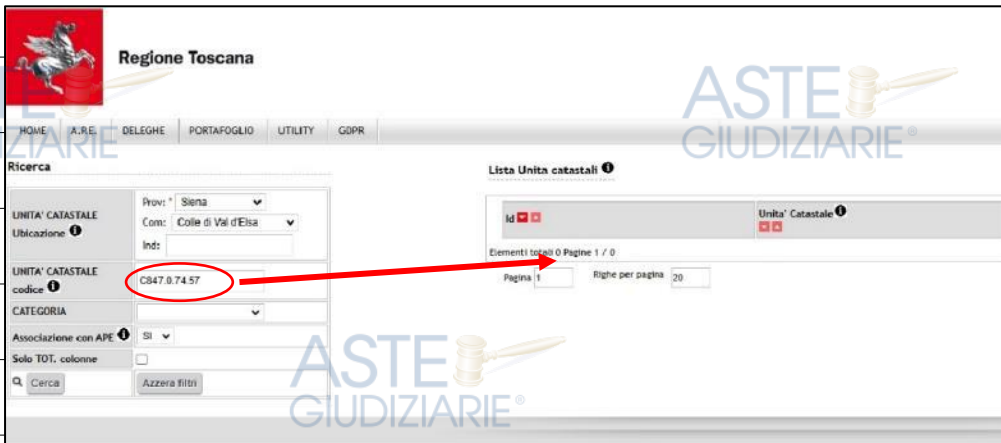 Regione Toscana
HOME A.R.E. DELEGHE PORTAFOGLIO UTILITY GDPR
Ricerca
UNITA' CATASTALE Ubicazione
Prov: * Siena
Com: Colle di Val d'Elsa
Ind:
UNITA' CATASTALE codice
C847.0.74.57
CATEGORIA
Associazione con APE SI
Solo TOT. colonne
Cerca Azzera filtri
Lista Unita catastali
Id Unita' Catastale
Elementi totali 0 Pagine 1 / 0
Pagina 1 Righe per pagina 20
ASTE
GIUDIZIARIE®
ASTE
GIUDIZIARIE®
ZIARIE